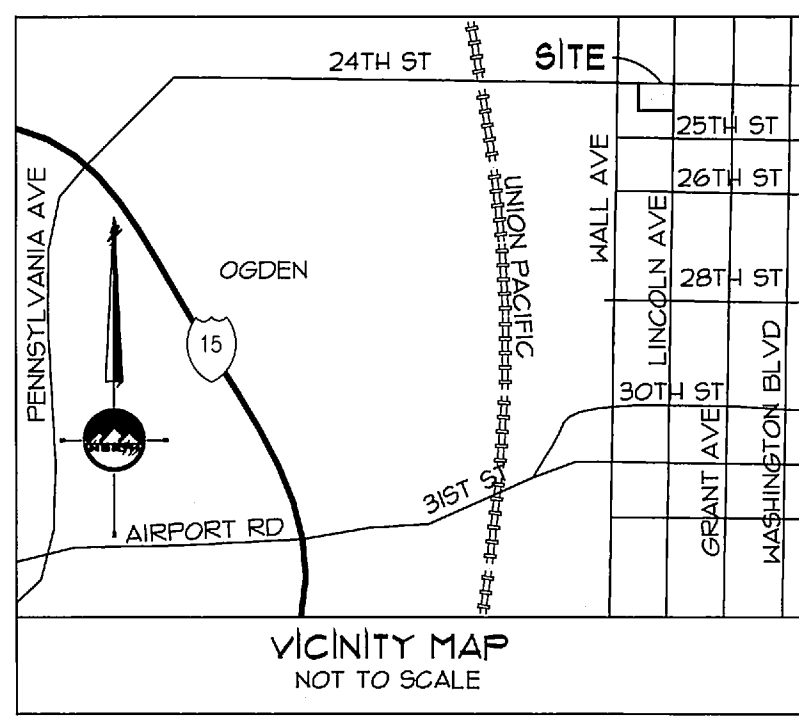 24TH ST
SITE
25TH ST
WALL AVE
26TH ST
PENNSYLVANIA AVE
UNION PACIFIC
LINCOLN AVE
OGDEN
28TH ST
15
WASHINGTON BLVD
30TH ST
GRANT AVE
31ST ST
AIRPORT RD
VICINITY MAP
NOT TO SCALE